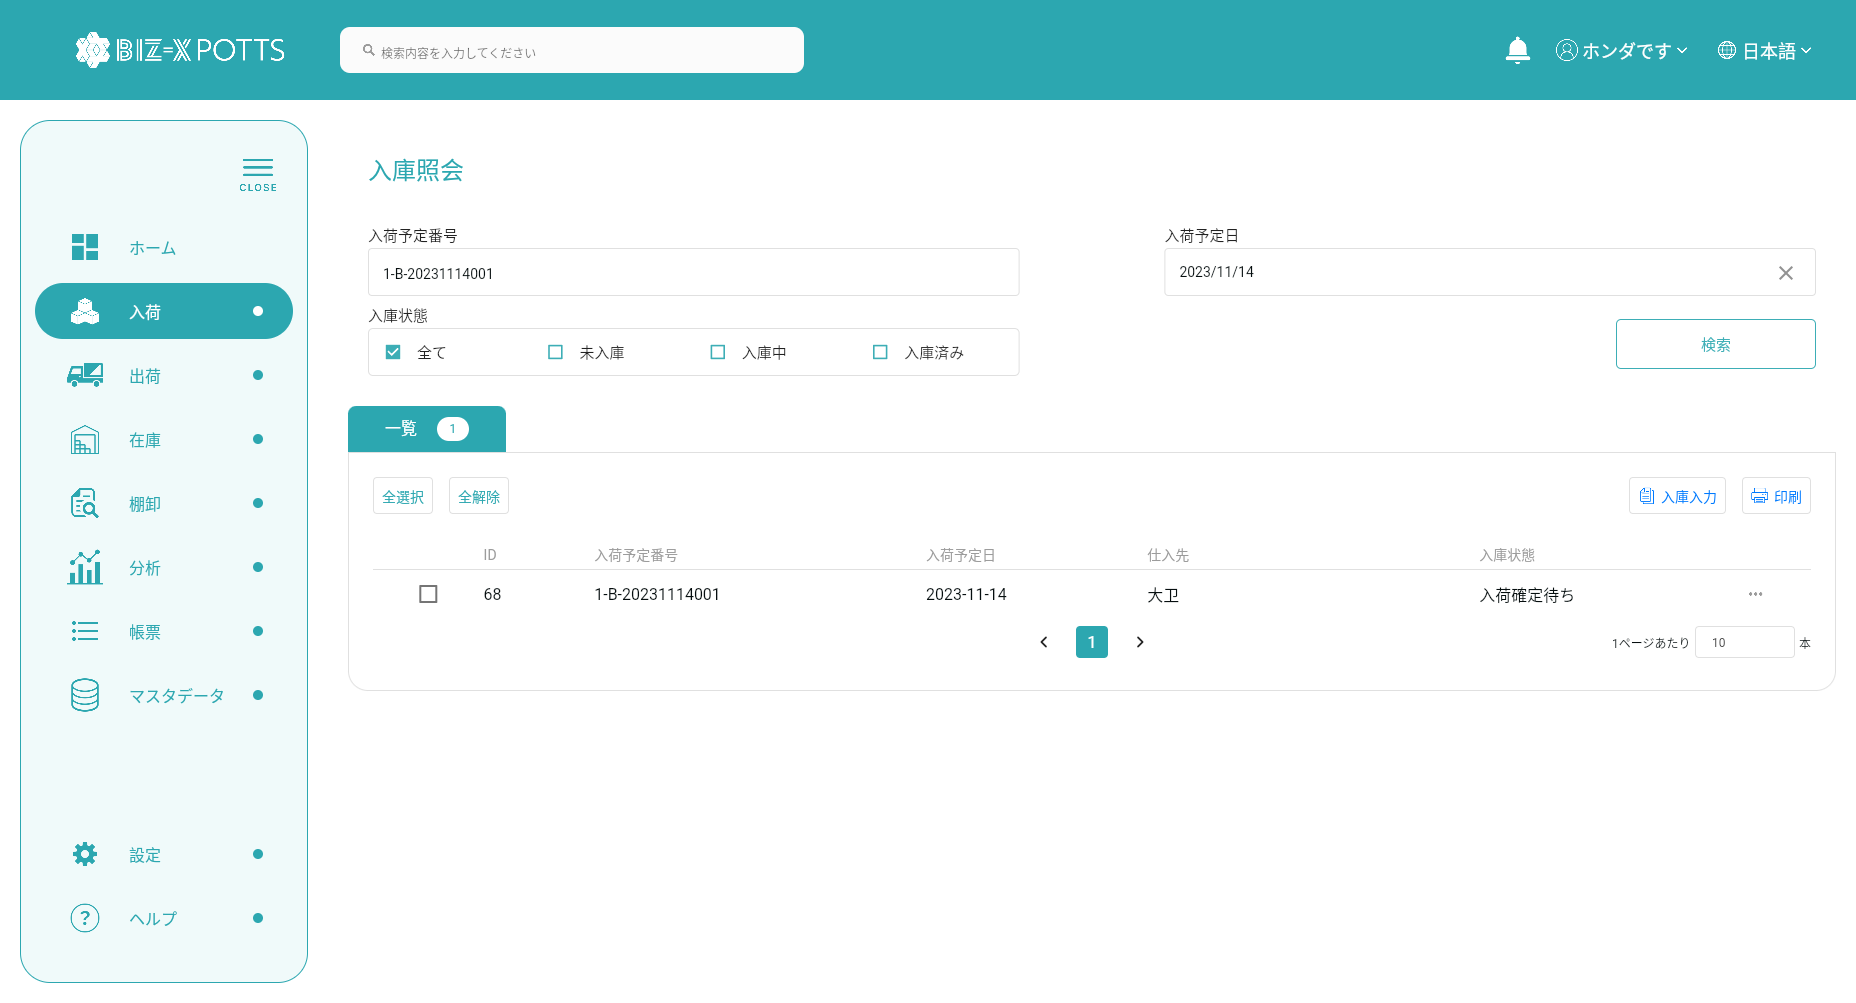 BIZ-X POTTS
検索内容を入力してください
ホンダです
日本語
CLOSE
ホーム
入荷
出荷
在庫
棚卸
分析
帳票
マスタデータ
設定
ヘルプ
入庫照会
入荷予定番号
1-B-20231114001
入荷予定日
2023/11/14
入庫状態
全て 未入庫 入庫中 入庫済み
検索
一覧 1
全選択 全解除 入庫入力 印刷
ID 入荷予定番号 入荷予定日 仕入先 入庫状態
68 1-B-20231114001 2023-11-14 大卫 入荷確定待ち ···
1 1ページあたり 10 本